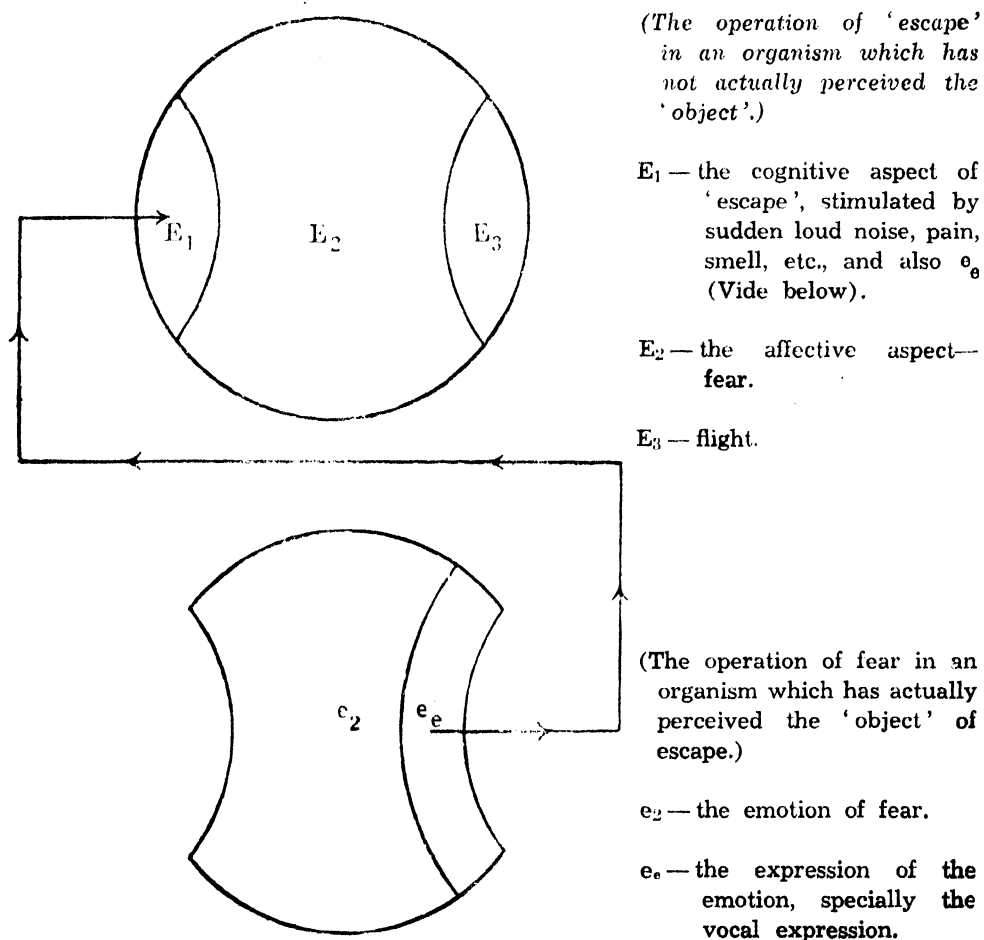 (The operation of 'escape'
in an organism which has
not actually perceived the
'object'.)
E₁ — the cognitive aspect of
'escape', stimulated by
sudden loud noise, pain,
smell, etc., and also eₑ
(Vide below).
E₂ — the affective aspect—
fear.
E₃ — flight.
E₁ E₂ E₃
(The operation of fear in an
organism which has actually
perceived the 'object' of
escape.)
e₂ — the emotion of fear.
eₑ — the expression of the
emotion, specially the
vocal expression.
e₂ eₑ